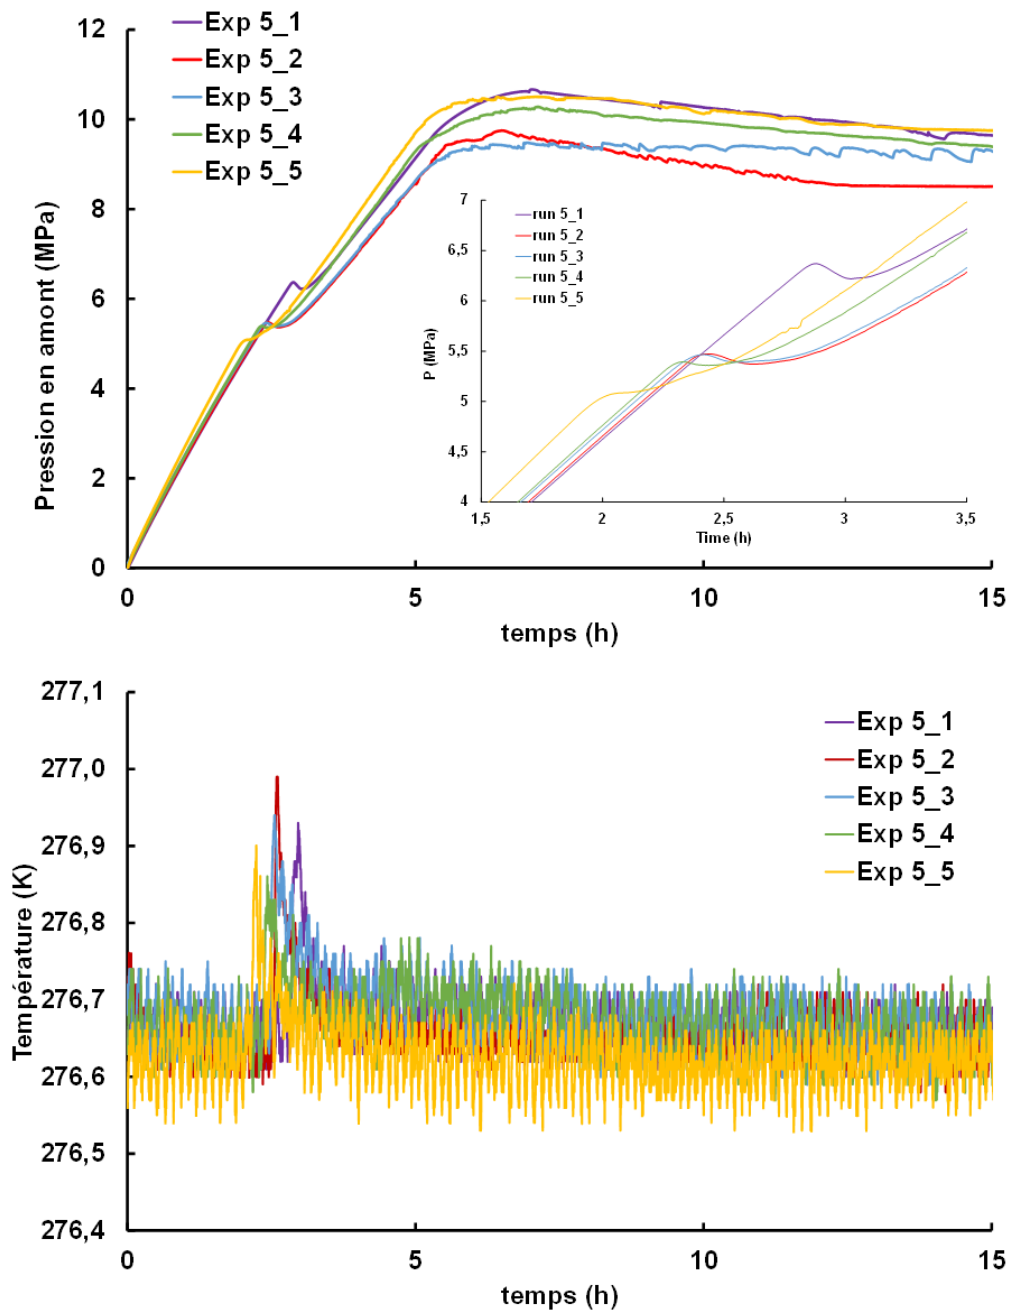 12
10
8
6
4
2
0
Pression en amont (MPa)
Exp 5_1
Exp 5_2
Exp 5_3
Exp 5_4
Exp 5_5
7
6,5
6
5,5
5
4,5
4
P (MPa)
run 5_1
run 5_2
run 5_3
run 5_4
run 5_5
1,5 2 2,5 3 3,5
Time (h)
0 5 10 15
temps (h)
277,1
277,0
276,9
276,8
276,7
276,6
276,5
276,4
Température (K)
Exp 5_1
Exp 5_2
Exp 5_3
Exp 5_4
Exp 5_5
0 5 10 15
temps (h)